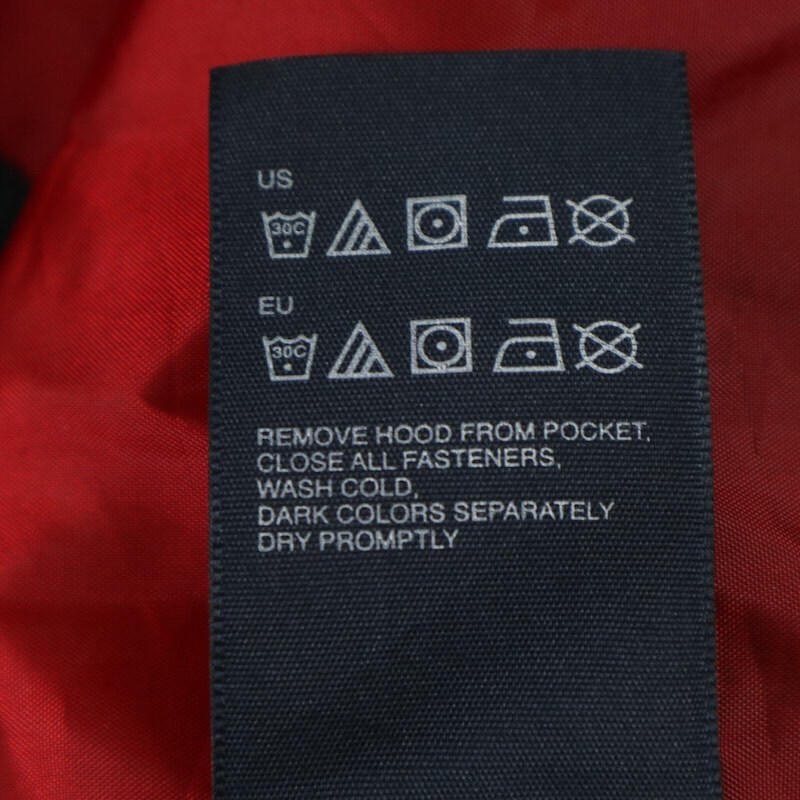 US
30C
EU
30C
REMOVE HOOD FROM POCKET,
CLOSE ALL FASTENERS,
WASH COLD,
DARK COLORS SEPARATELY
DRY PROMPTLY